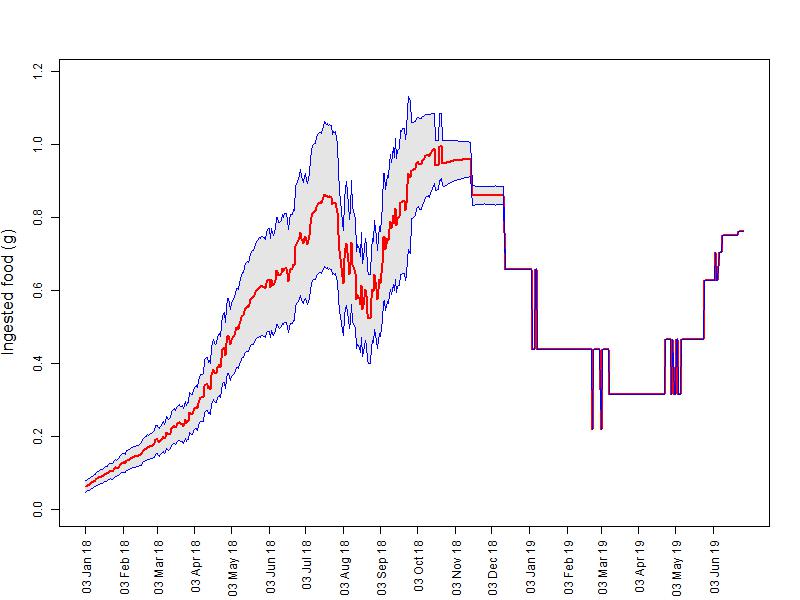 Ingested food (g)
1.2
1.0
0.8
0.6
0.4
0.2
0.0
03 Jan 18
03 Feb 18
03 Mar 18
03 Apr 18
03 May 18
03 Jun 18
03 Jul 18
03 Aug 18
03 Sep 18
03 Oct 18
03 Nov 18
03 Dec 18
03 Jan 19
03 Feb 19
03 Mar 19
03 Apr 19
03 May 19
03 Jun 19